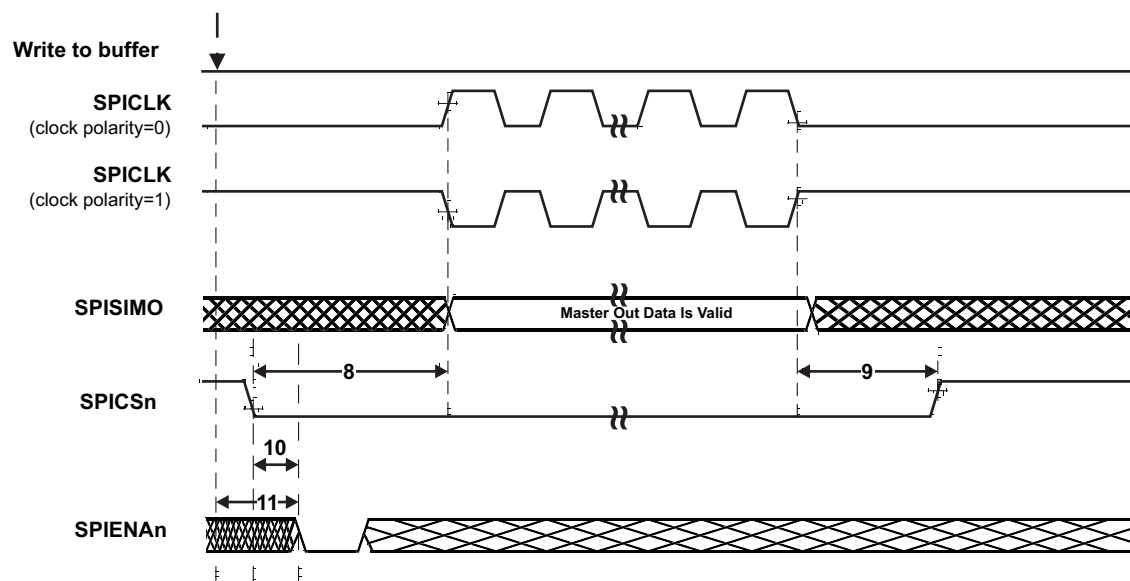 Write to buffer
SPICLK
(clock polarity=0)
SPICLK
(clock polarity=1)
SPISIMO
Master Out Data Is Valid
8
9
SPICSn
10
11
SPIENAn